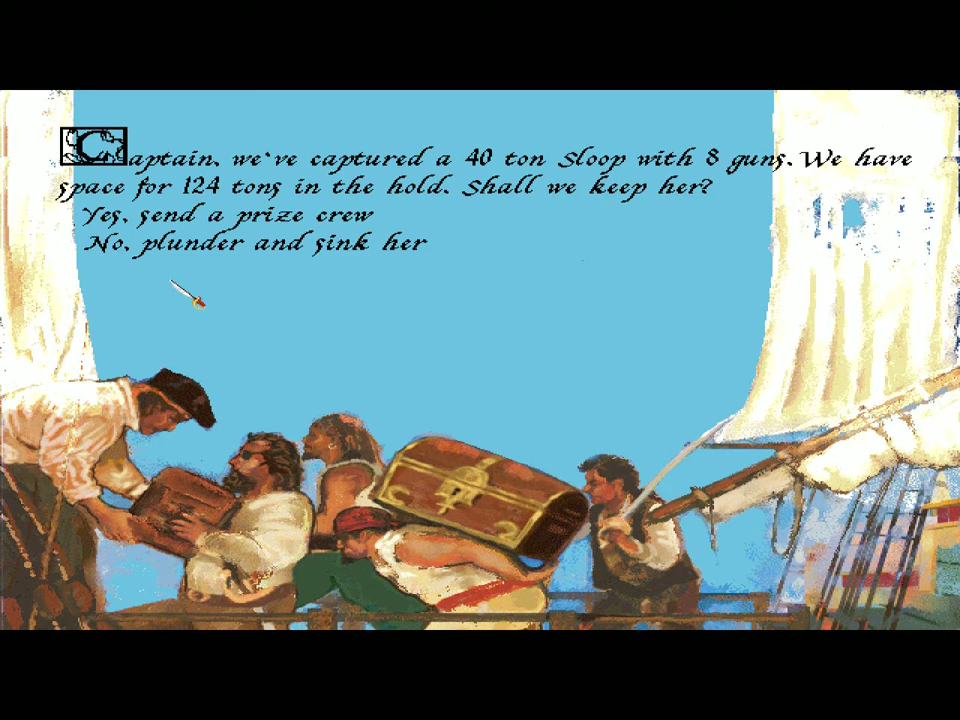 Captain, we've captured a 40 ton Sloop with 8 guns. We have
space for 124 tons in the hold. Shall we keep her?
Yes, send a prize crew
No, plunder and sink her